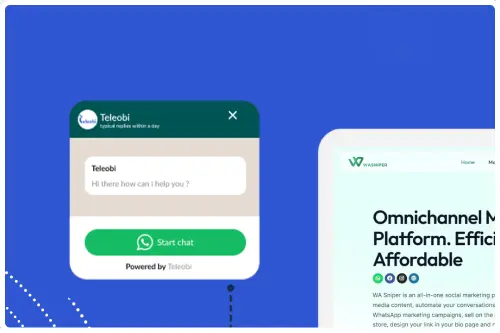 Teleobi
Teleobi
typical replies within a day
Teleobi
Hi there how can i help you ?
Start chat
Powered by Teleobi
WASNIPER
Home
Omnichannel M
Platform. Effici
Affordable
WA Sniper is an all-in-one social marketing p
media content, automate your conversations
WhatsApp marketing campaigns, sell on the
store, design your link in your bio page and